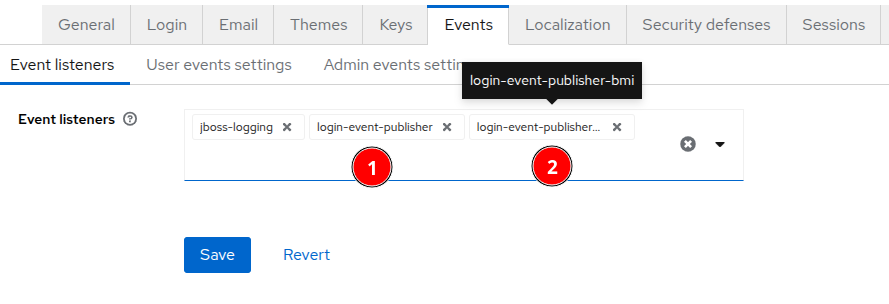 General Login Email Themes Keys Events Localization Security defenses Sessions
Event listeners User events settings Admin events settin
login-event-publisher-bmi
Event listeners
jboss-logging login-event-publisher login-event-publisher...
1 2
Save Revert